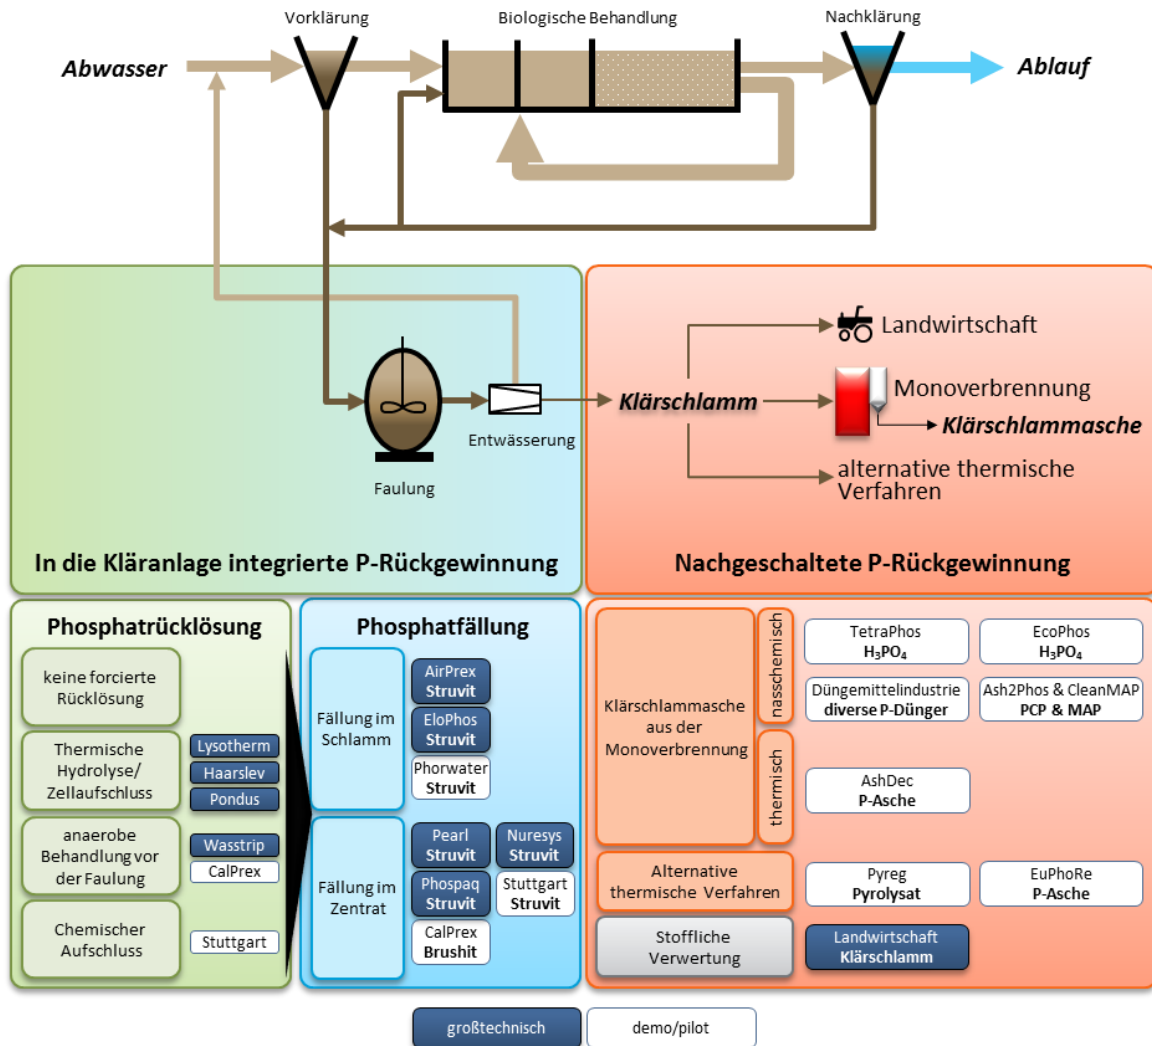 Vorklärung
Biologische Behandlung
Nachklärung
Abwasser
Ablauf
Entwässerung
Faulung
In die Kläranlage integrierte P-Rückgewinnung
Klärschlamm
Landwirtschaft
Monoverbrennung
Klärschlammasche
alternative thermische
Verfahren
Nachgeschaltete P-Rückgewinnung
Phosphatrücklösung
keine forcierte
Rücklösung
Thermische
Hydrolyse/
Zellaufschluss
Lysotherm
Haarslev
Pondus
anaerobe
Behandlung vor
der Faulung
Wasstrip
CalPrex
Chemischer
Aufschluss
Stuttgart
Phosphatfällung
Fällung im
Schlamm
AirPrex
Struvit
EloPhos
Struvit
Phorwater
Struvit
Fällung im
Zentrat
Pearl
Struvit
Nuresys
Struvit
Phospaq
Struvit
Stuttgart
Struvit
CalPrex
Brushit
Klärschlammasche
aus der
Monoverbrennung
nasschemisch
TetraPhos
H₃PO₄
EcoPhos
H₃PO₄
Düngemittelindustrie
diverse P-Dünger
Ash2Phos & CleanMAP
PCP & MAP
thermisch
AshDec
P-Asche
Alternative
thermische Verfahren
Pyreg
Pyrolysat
EuPhoRe
P-Asche
Stoffliche
Verwertung
Landwirtschaft
Klärschlamm
großtechnisch
demo/pilot